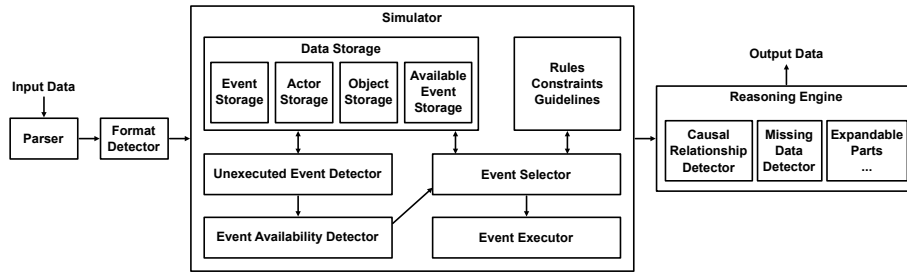 Simulator
Data Storage
Event
Storage
Actor
Storage
Object
Storage
Available
Event
Storage
Rules
Constraints
Guidelines
Input Data
Parser
Format
Detector
Unexecuted Event Detector
Event Selector
Event Availability Detector
Event Executor
Output Data
Reasoning Engine
Causal
Relationship
Detector
Missing
Data
Detector
Expandable
Parts
...